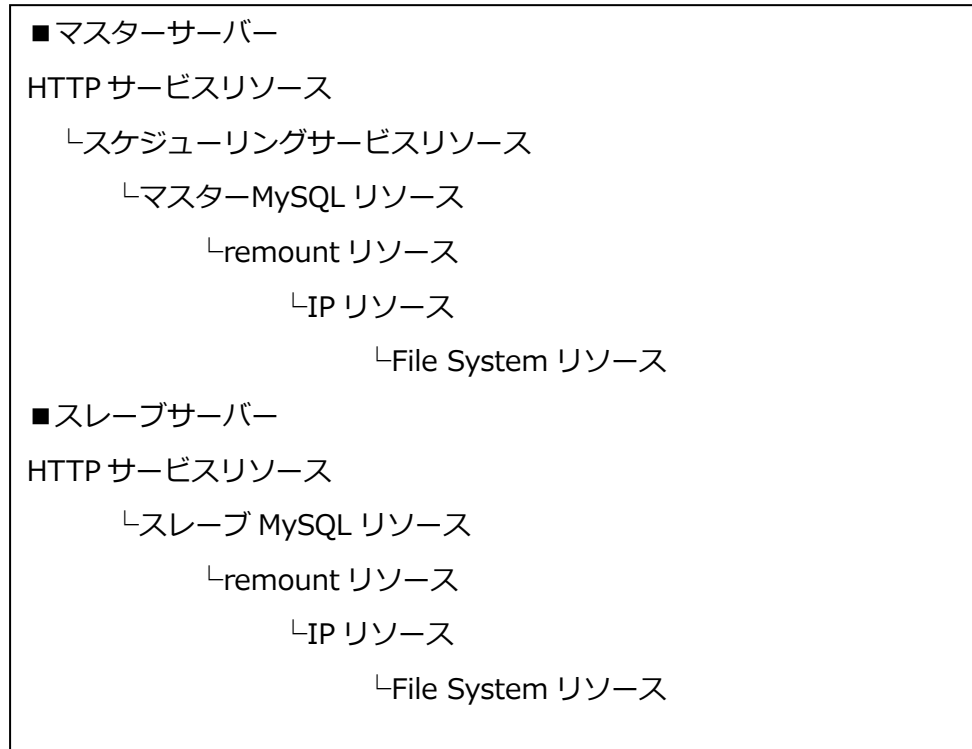 ■マスターサーバー
HTTP サービスリソース
└スケジューリングサービスリソース
└マスターMySQL リソース
└remount リソース
└IP リソース
└File System リソース
■スレーブサーバー
HTTP サービスリソース
└スレーブ MySQL リソース
└remount リソース
└IP リソース
└File System リソース